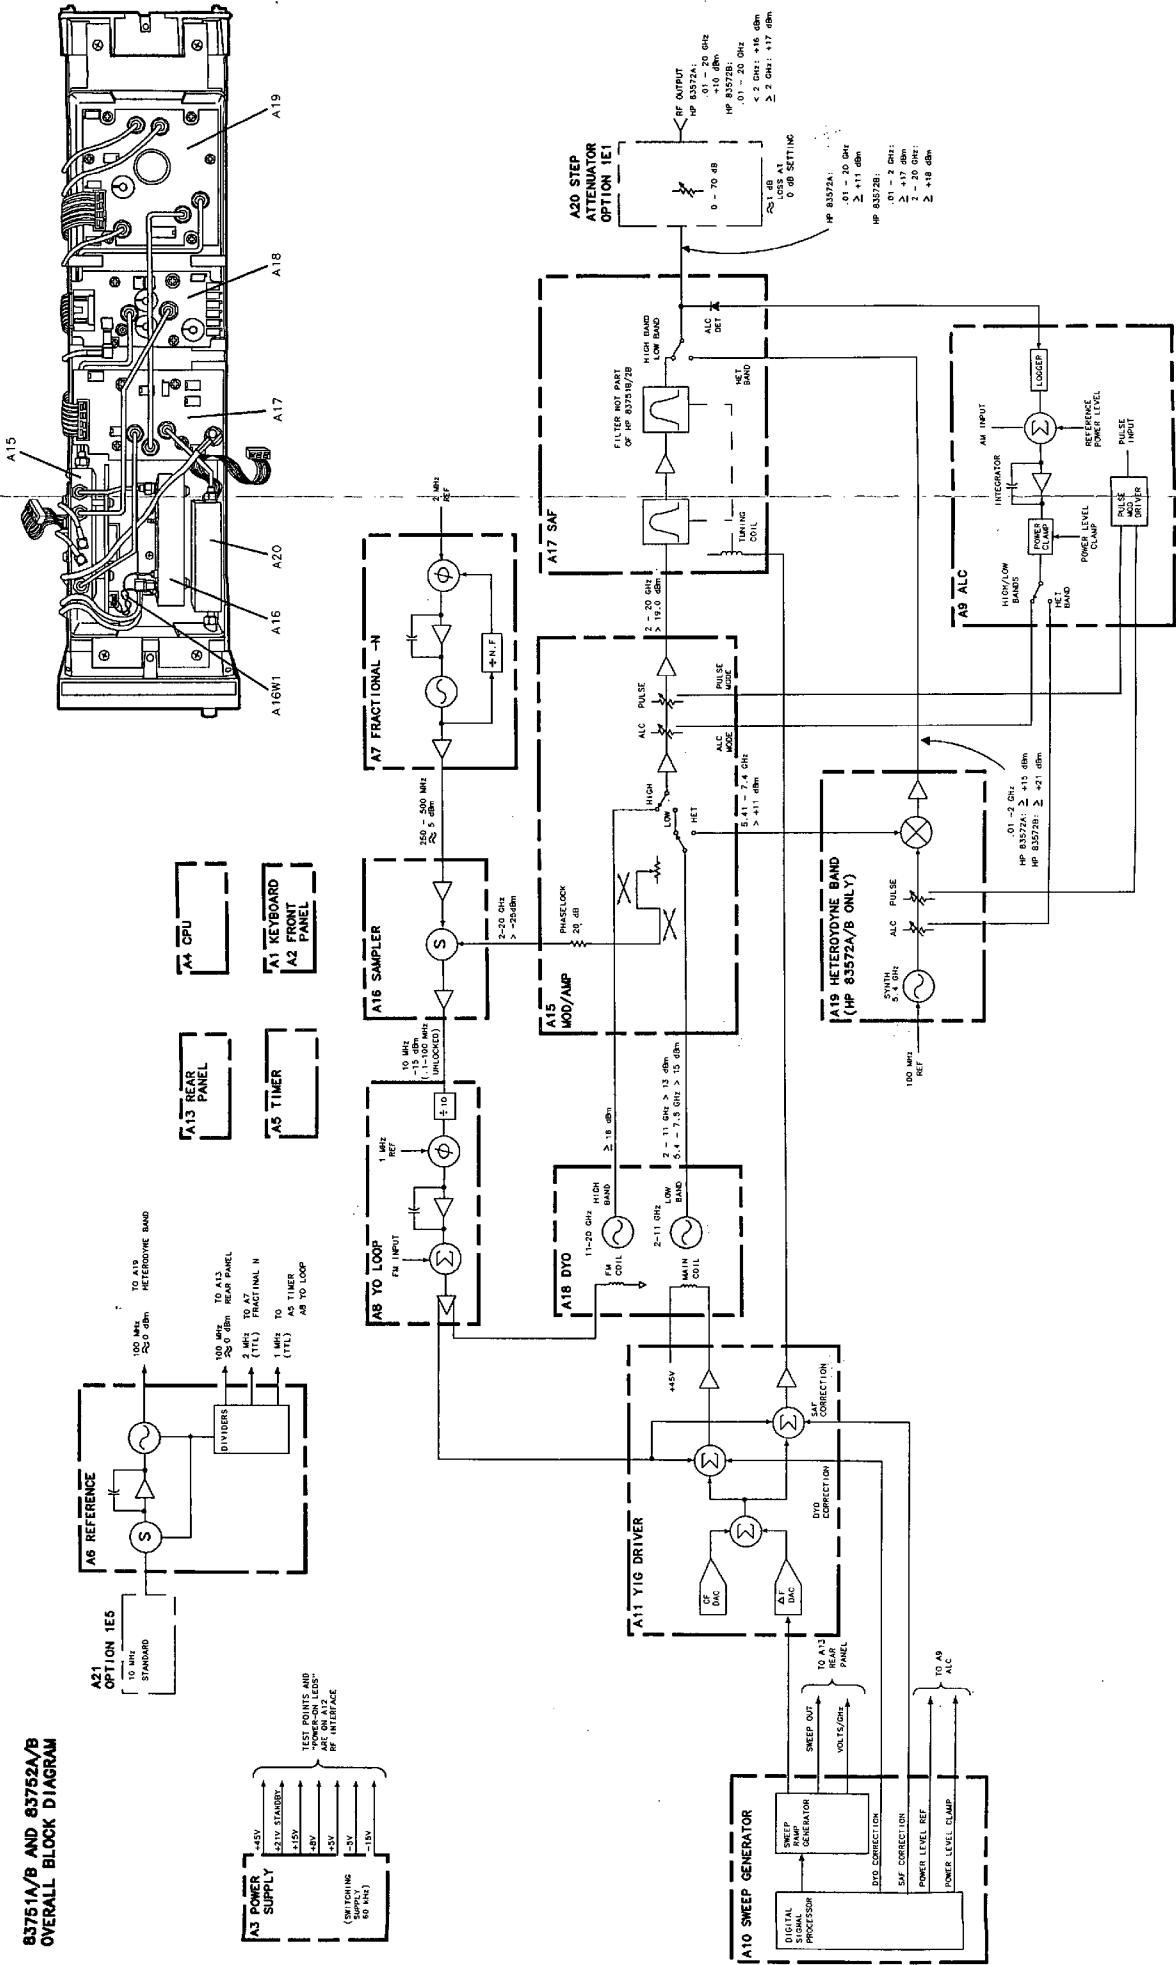 83751A/B AND 83752A/B
OVERALL BLOCK DIAGRAM
A3 POWER
SUPPLY
(SWITCHING
SUPPLY
60 kHz)
+45V
+21V STANDBY
+15V
+8V
+5V
-5V
-15V
TEST POINTS AND
"POWER-ON LEDS"
ARE ON A12
RF INTERFACE
A21
OPTION 1E5
10 MHz
STANDARD
A6 REFERENCE
S
DIVIDERS
100 MHz
≈0 dBm
TO A19
HETERODYNE BAND
100 MHz
≈0 dBm
TO A13
REAR PANEL
2 MHz
(TTL)
TO A7
FRACTINAL N
1 MHz
(TTL)
TO
A5 TIMER
A8 YO LOOP
A13 REAR
PANEL
A5 TIMER
A4 CPU
A1 KEYBOARD
A2 FRONT
PANEL
A15
A16W1
A16
A20
A17
A18
A19
A8 YO LOOP
FM INPUT
Σ
1 MHz
REF
Φ
÷ 10
10 MHz
-15 dBm
(.1-100 MHz
UNLOCKED)
A16 SAMPLER
S
2-20 GHz
> -25dBm
250 - 500 MHz
≈ 5 dBm
A7 FRACTIONAL -N
÷ N.F
Φ
2 MHz
REF
A18 DYO
11-20 GHz
HIGH
BAND
FM
COIL
2-11 GHz
LOW
BAND
MAIN
COIL
≥ 18 dBm
2 - 11 GHz > 13 dBm
5.4 - 7.5 GHz > 15 dBm
A15
MOD/AMP
PHASELOCK
20 dB
HIGH
LOW
HET
ALC
PULSE
ALC
MODE
PULSE
MODE
5.41 - 7.4 GHz
> +11 dBm
2 - 20 GHz
> 19.0 dBm
A17 SAF
TUNING
COIL
FILTER NOT PART
OF HP 83751B/2B
HIGH BAND
LOW BAND
HET
BAND
ALC
DET
A20 STEP
ATTENUATOR
OPTION 1E1
0 - 70 dB
≈1 dB
LOSS AT
0 dB SETTING
RF OUTPUT
HP 83572A:
.01 - 20 GHz
+10 dBm
HP 83572B:
.01 - 20 GHz
< 2 GHz: +16 dBm
≥ 2 GHz: +17 dBm
HP 83572A:
.01 - 20 GHz
≥ +11 dBm
HP 83572B:
.01 - 2 GHz:
≥ +17 dBm
2 - 20 GHz:
≥ +18 dBm
A11 YIG DRIVER
CF
DAC
ΔF
DAC
Σ
Σ
Σ
+45V
DYO
CORRECTION
SAF
CORRECTION
A19 HETEROYDYNE BAND
(HP 83572A/B ONLY)
100 MHz
REF
SYNTH
5.4 GHz
ALC
PULSE
.01 -2 GHz
HP 83572A: ≥ +15 dBm
HP 83572B: ≥ +21 dBm
A9 ALC
HIGH/LOW
BANDS
HET
BAND
POWER
CLAMP
POWER LEVEL
CLAMP
INTEGRATOR
AM INPUT
Σ
LOGGER
REFERENCE
POWER LEVEL
PULSE
MOD
DRIVER
PULSE
INPUT
A10 SWEEP GENERATOR
DIGITAL
SIGNAL
PROCESSOR
SWEEP
RAMP
GENERATOR
DYO CORRECTION
SAF CORRECTION
POWER LEVEL REF
POWER LEVEL CLAMP
SWEEP OUT
VOLTS/GHz
TO A13
REAR
PANEL
TO A9
ALC